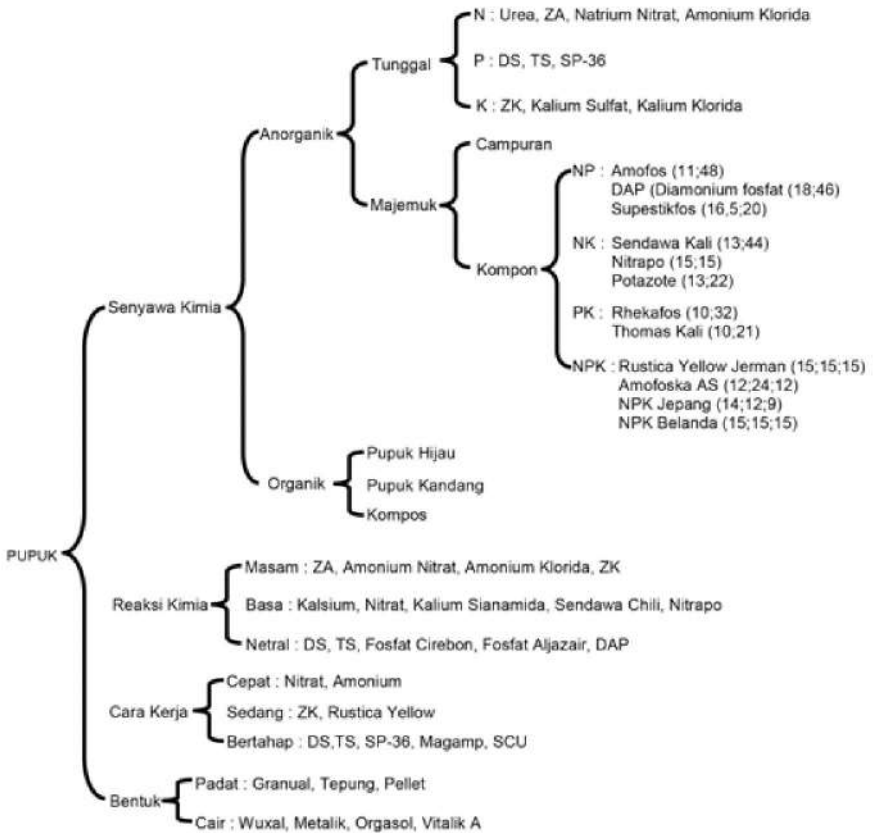 N : Urea, ZA, Natrium Nitrat, Amonium Klorida
Tunggal
P : DS, TS, SP-36
K : ZK, Kalium Sulfat, Kalium Klorida
Anorganik
Campuran
Majemuk
NP : Amofos (11;48)
DAP (Diamonium fosfat (18;46)
Supestikfos (16,5;20)
NK : Sendawa Kali (13;44)
Nitrapo (15;15)
Potazote (13;22)
Kompon
PK : Rhekafos (10;32)
Thomas Kali (10;21)
NPK : Rustica Yellow Jerman (15;15;15)
Amofoska AS (12;24;12)
NPK Jepang (14;12;9)
NPK Belanda (15;15;15)
Senyawa Kimia
Pupuk Hijau
Organik
Pupuk Kandang
Kompos
PUPUK
Masam : ZA, Amonium Nitrat, Amonium Klorida, ZK
Reaksi Kimia
Basa : Kalsium, Nitrat, Kalium Sianamida, Sendawa Chili, Nitrapo
Netral : DS, TS, Fosfat Cirebon, Fosfat Aljazair, DAP
Cepat : Nitrat, Amonium
Cara Kerja
Sedang : ZK, Rustica Yellow
Bertahap : DS,TS, SP-36, Magamp, SCU
Padat : Granual, Tepung, Pellet
Bentuk
Cair : Wuxal, Metalik, Orgasol, Vitalik A